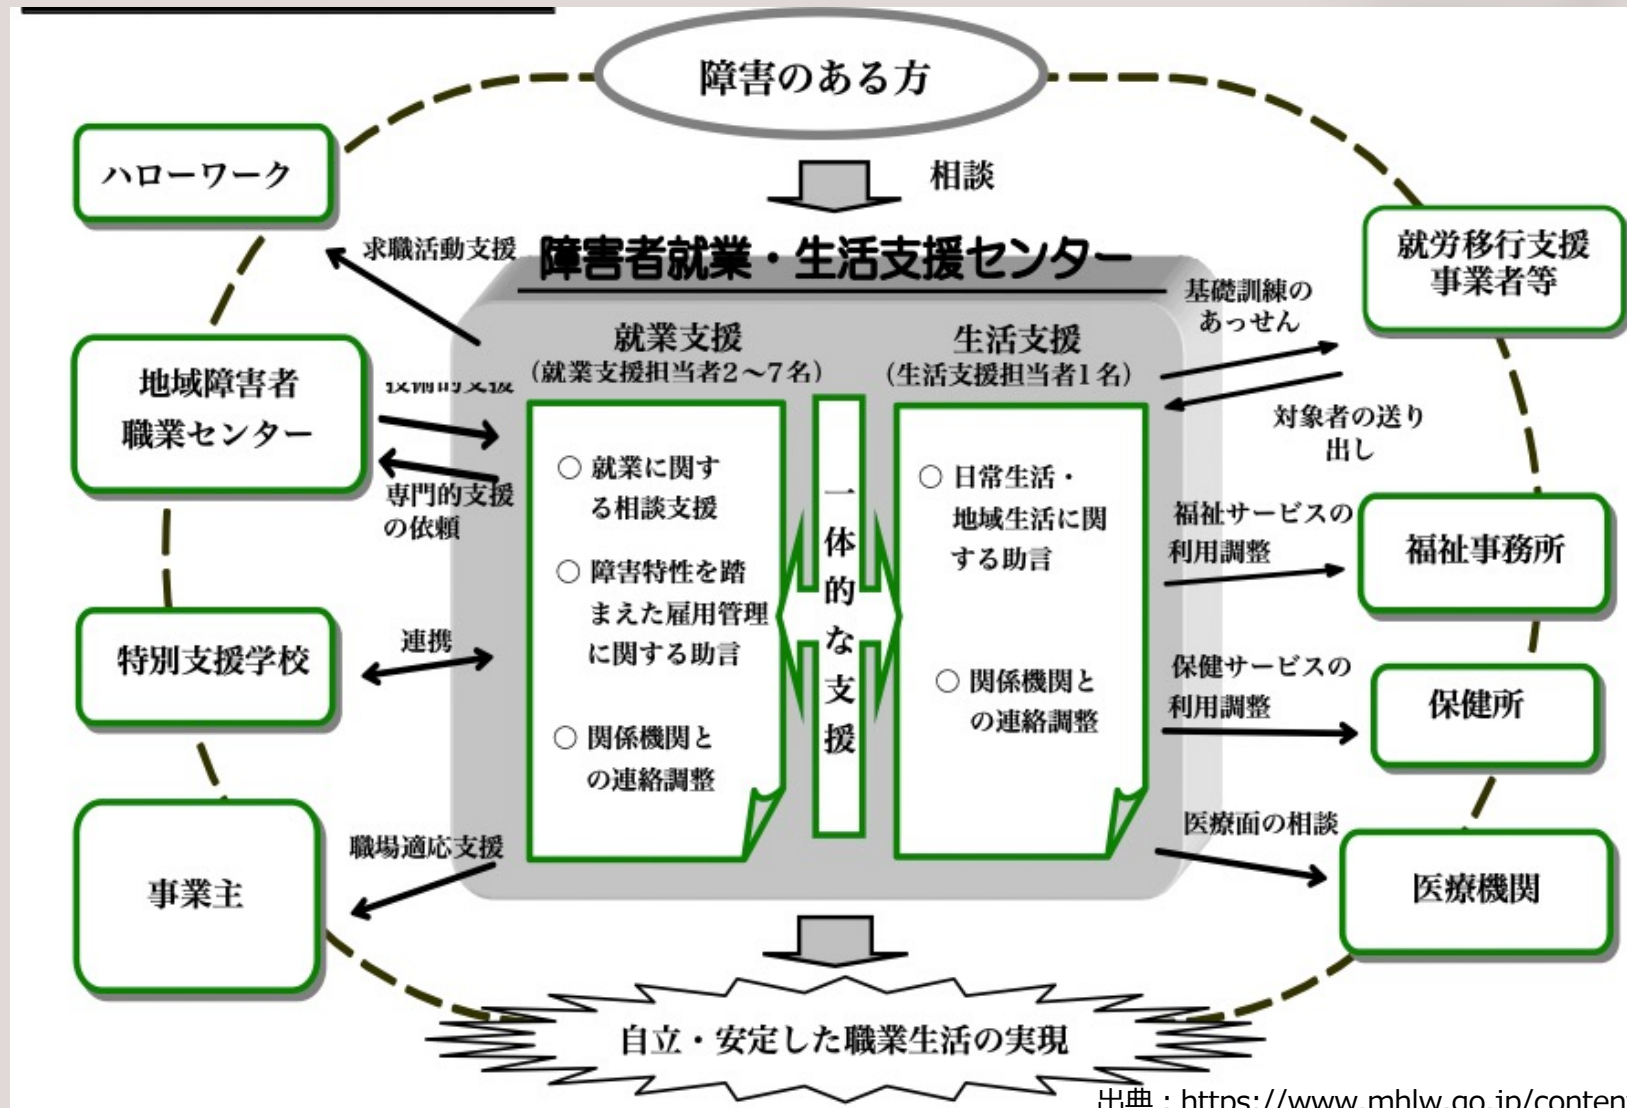 障害のある方
相談
ハローワーク
求職活動支援
障害者就業・生活支援センター
就労移行支援
事業者等
基礎訓練の
あっせん
対象者の送り
出し
地域障害者
職業センター
技術的支援
専門的支援
の依頼
就業支援
(就業支援担当者2～7名)
○ 就業に関す
る相談支援
○ 障害特性を踏
まえた雇用管理
に関する助言
○ 関係機関と
の連絡調整
一体的な支援
生活支援
(生活支援担当者1名)
○ 日常生活・
地域生活に関
する助言
○ 関係機関と
の連絡調整
福祉サービスの
利用調整
福祉事務所
特別支援学校
連携
保健サービスの
利用調整
保健所
事業主
職場適応支援
医療面の相談
医療機関
自立・安定した職業生活の実現
出典：https://www.mhlw.go.jp/conten